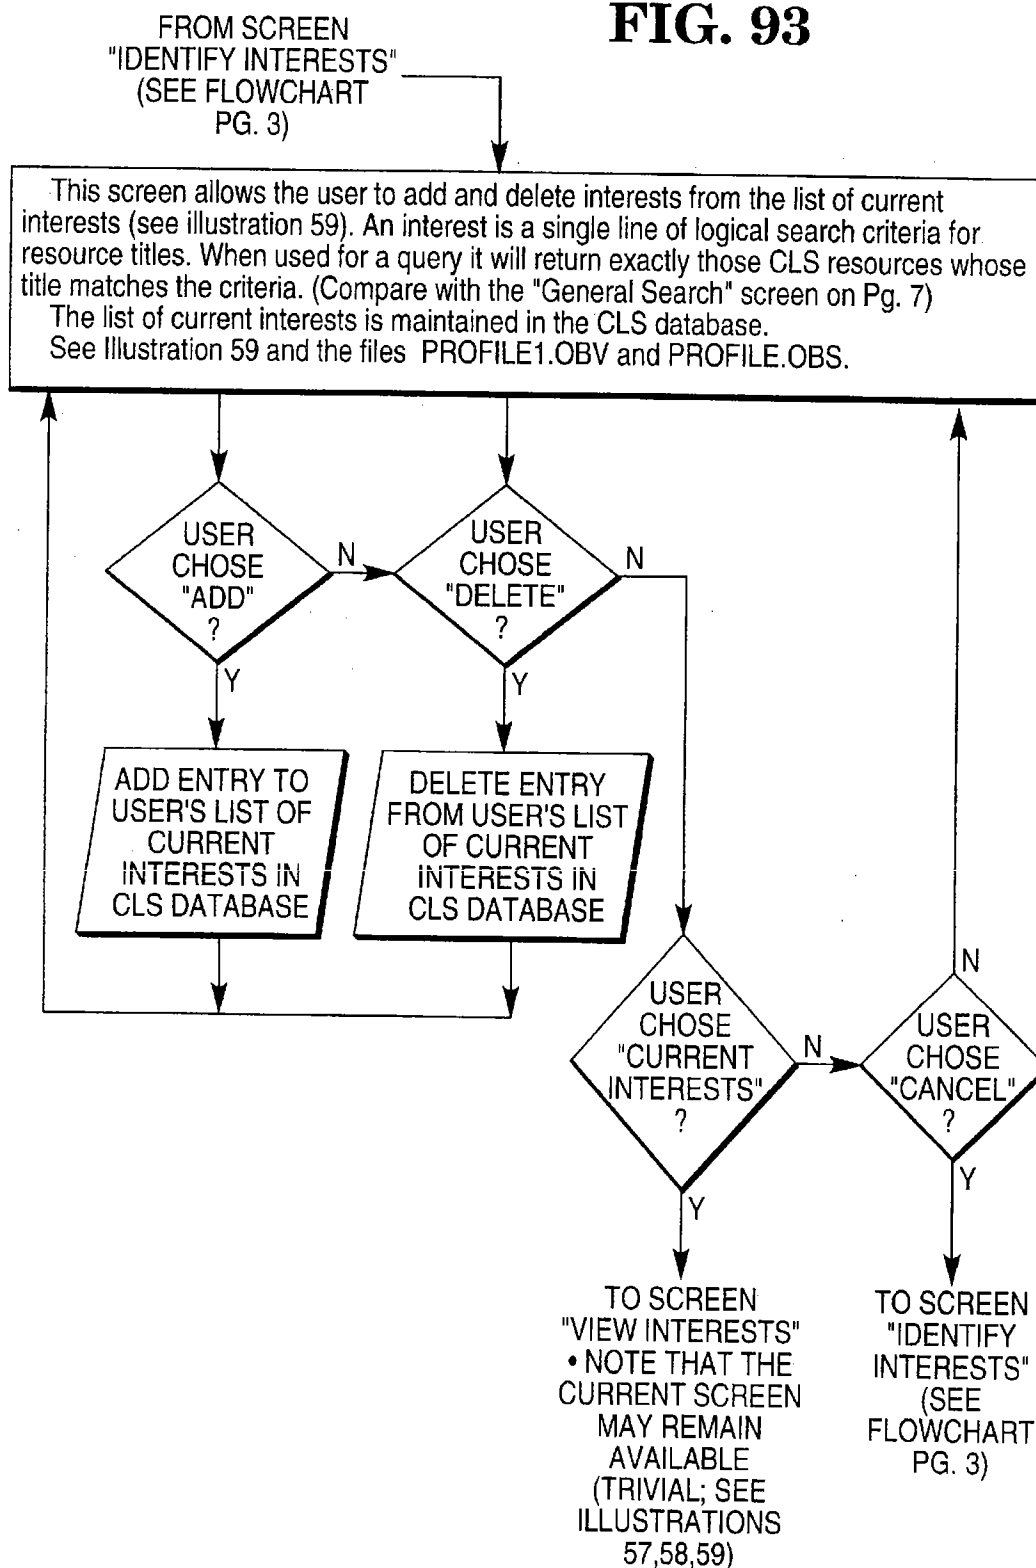 FIG. 93
FROM SCREEN
"IDENTIFY INTERESTS"
(SEE FLOWCHART
PG. 3)
This screen allows the user to add and delete interests from the list of current
interests (see illustration 59). An interest is a single line of logical search criteria for
resource titles. When used for a query it will return exactly those CLS resources whose
title matches the criteria. (Compare with the "General Search" screen on Pg. 7)
The list of current interests is maintained in the CLS database.
See Illustration 59 and the files PROFILE1.OBV and PROFILE.OBS.
USER
CHOSE
"ADD"
?
N
Y
USER
CHOSE
"DELETE"
?
N
Y
ADD ENTRY TO
USER'S LIST OF
CURRENT
INTERESTS IN
CLS DATABASE
DELETE ENTRY
FROM USER'S LIST
OF CURRENT
INTERESTS IN
CLS DATABASE
USER
CHOSE
"CURRENT
INTERESTS"
?
N
Y
USER
CHOSE
"CANCEL"
?
N
Y
TO SCREEN
"VIEW INTERESTS"
• NOTE THAT THE
CURRENT SCREEN
MAY REMAIN
AVAILABLE
(TRIVIAL; SEE
ILLUSTRATIONS
57,58,59)
TO SCREEN
"IDENTIFY
INTERESTS"
(SEE
FLOWCHART
PG. 3)